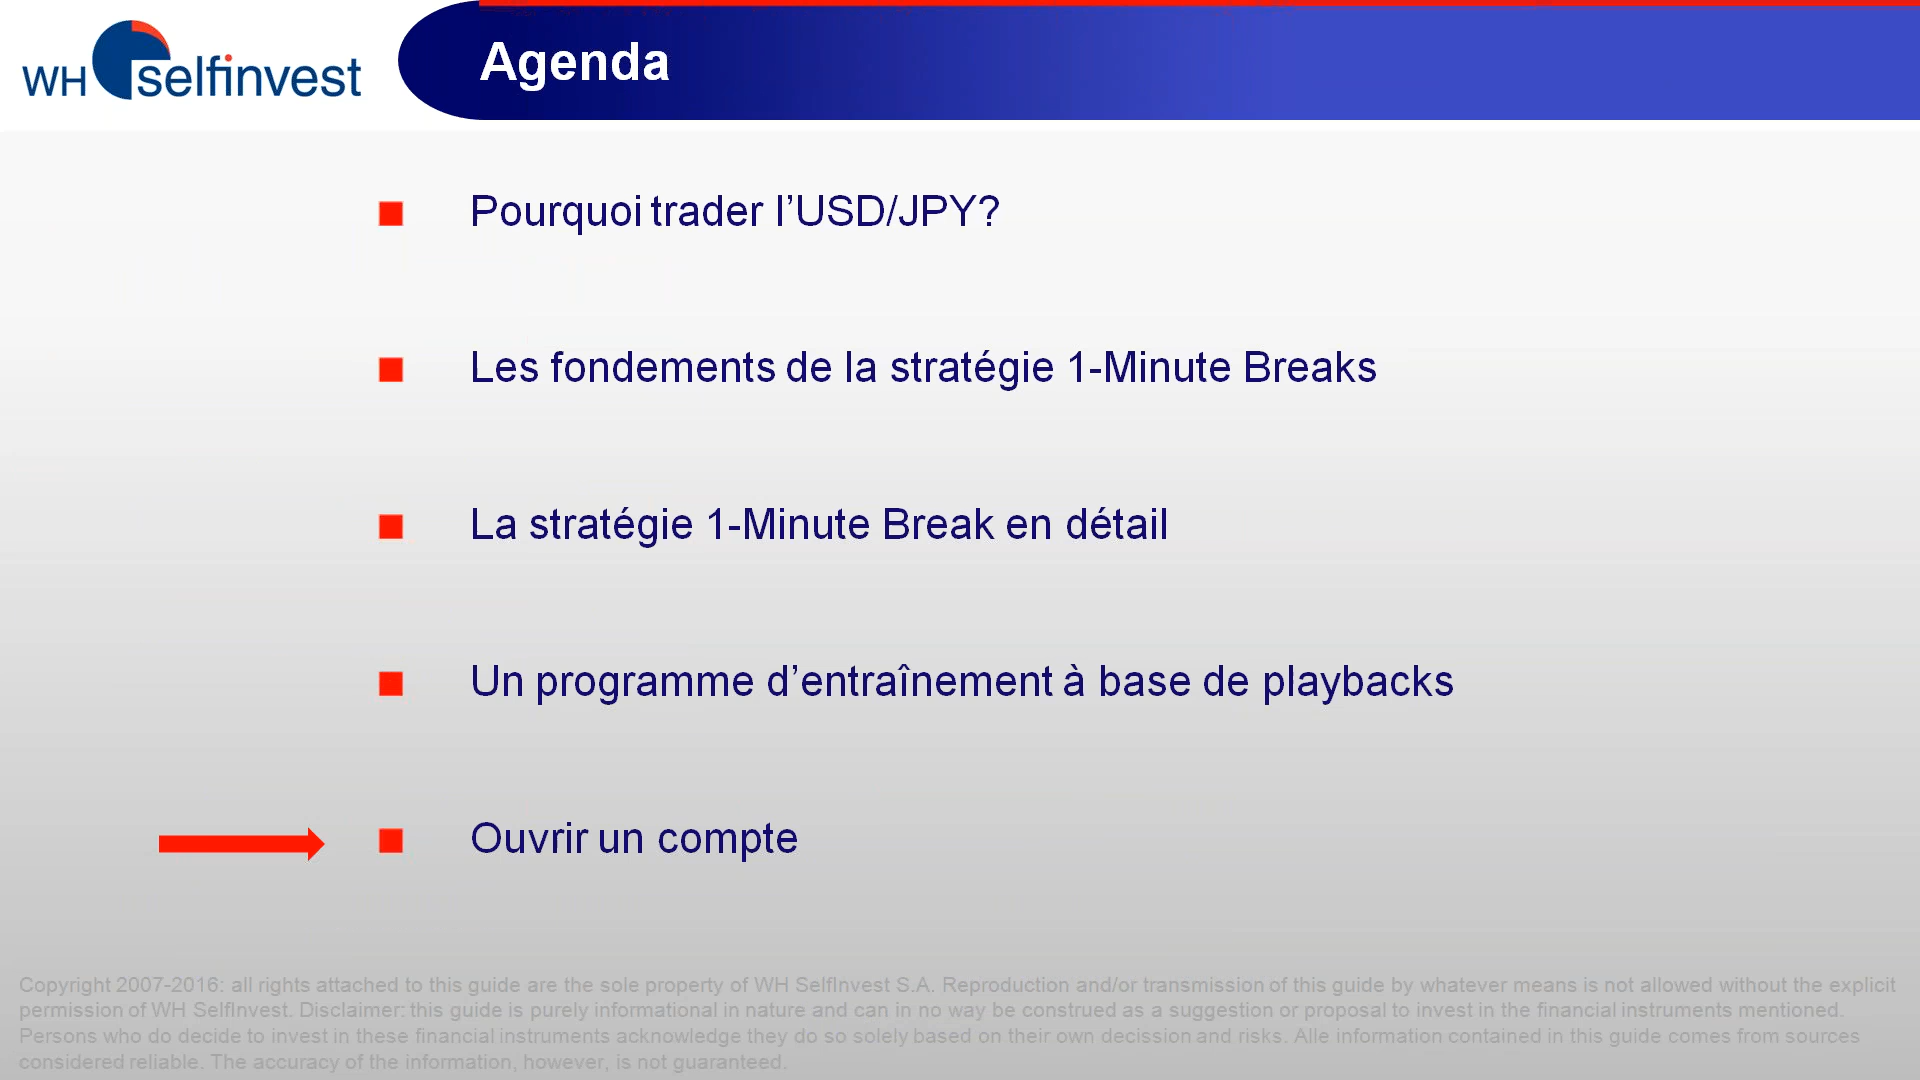 WH selfinvest
Agenda
Pourquoi trader l’USD/JPY?
Les fondements de la stratégie 1-Minute Breaks
La stratégie 1-Minute Break en détail
Un programme d’entraînement à base de playbacks
Ouvrir un compte
Copyright 2007-2016: all rights attached to this guide are the sole property of WH SelfInvest S.A. Reproduction and/or transmission of this guide by whatever means is not allowed without the explicit
permission of WH SelfInvest. Disclaimer: this guide is purely informational in nature and can in no way be construed as a suggestion or proposal to invest in the financial instruments mentioned.
Persons who do decide to invest in these financial instruments acknowledge they do so solely based on their own decission and risks. Alle information contained in this guide comes from sources
considered reliable. The accuracy of the information, however, is not guaranteed.